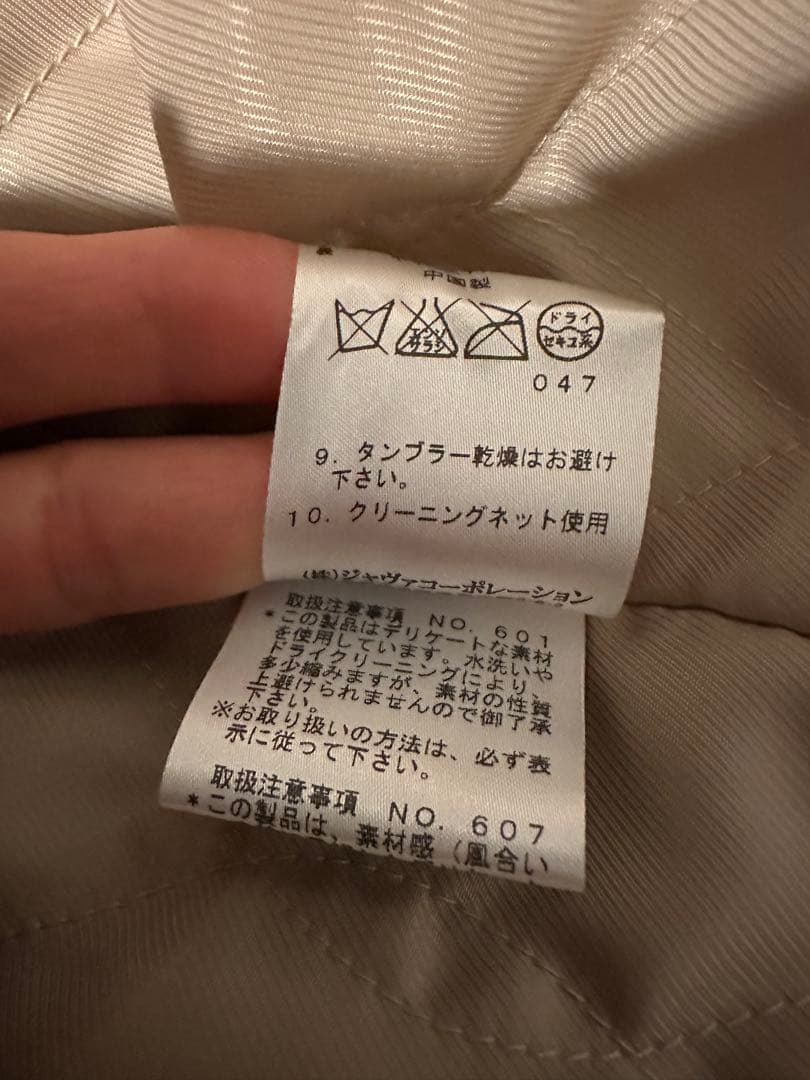 中国製
エンソ
サラシ
ドライ
セキユ系
047
9. タンブラー乾燥はお避け
下さい。
10. クリーニングネット使用
(株)ジャヴァコーポレーション
取扱注意事項 NO. 601
*この製品はデリケートな素材
を使用しています。水洗いや
ドライクリーニングにより、
多少縮みますが、素材の性質
上避けられませんので御了承
下さい。
※お取り扱いの方法は、必ず表
示に従って下さい。
取扱注意事項 NO. 607
*この製品は、素材感(風合い